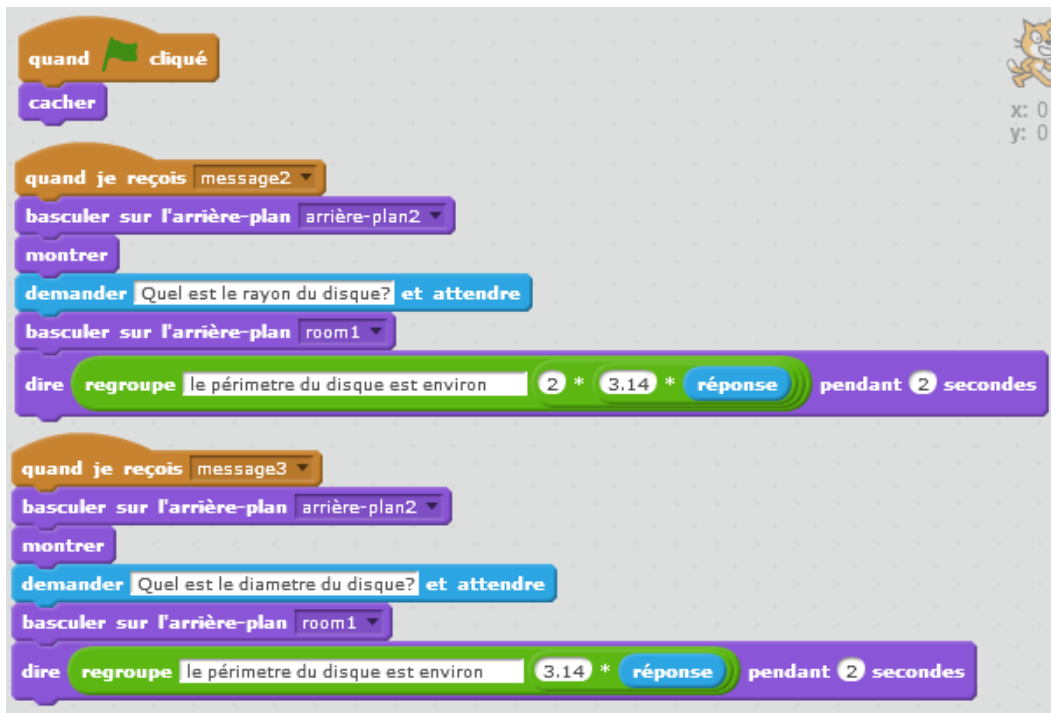 quand cliqué
cacher
x: 0
y: 0
quand je reçois message2
basculer sur l'arrière-plan arrière-plan2
montrer
demander Quel est le rayon du disque? et attendre
basculer sur l'arrière-plan room1
dire regroupe le périmetre du disque est environ 2 * 3.14 * réponse pendant 2 secondes
quand je reçois message3
basculer sur l'arrière-plan arrière-plan2
montrer
demander Quel est le diametre du disque? et attendre
basculer sur l'arrière-plan room1
dire regroupe le périmetre du disque est environ 3.14 * réponse pendant 2 secondes